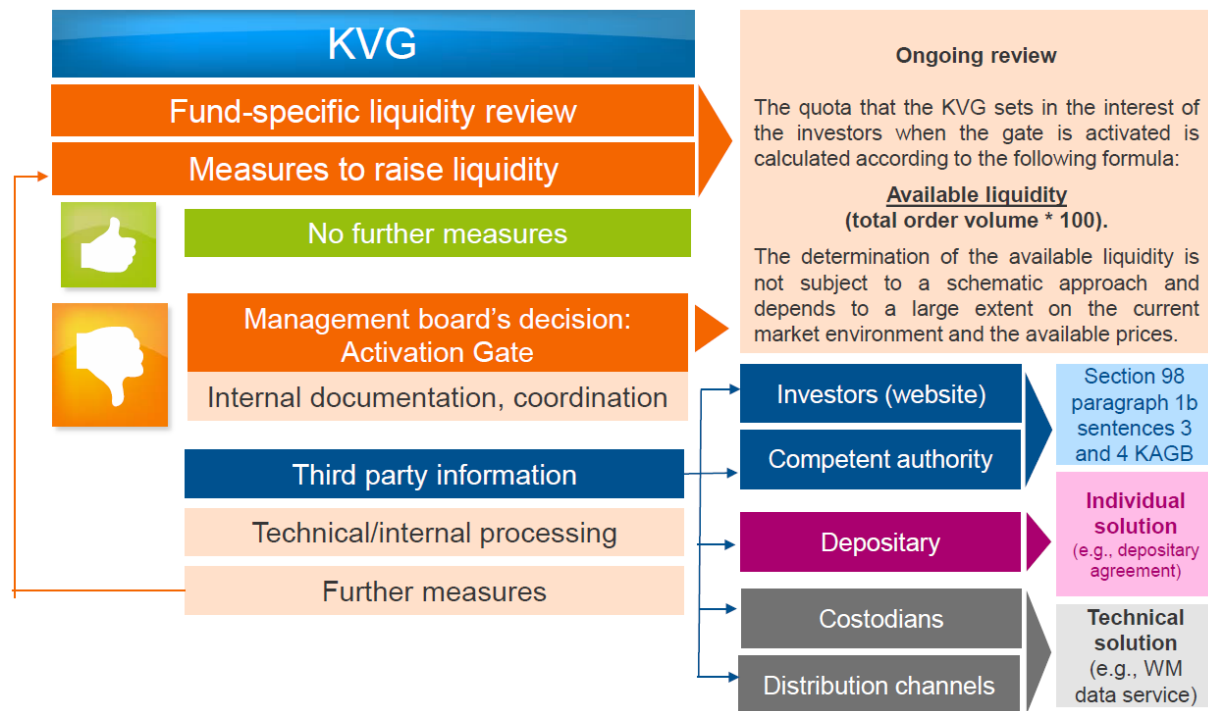 KVG
Fund-specific liquidity review
Measures to raise liquidity
No further measures
Management board's decision:
Activation Gate
Internal documentation, coordination
Third party information
Technical/internal processing
Further measures
Ongoing review
The quota that the KVG sets in the interest of
the investors when the gate is activated is
calculated according to the following formula:
Available liquidity
(total order volume * 100).
The determination of the available liquidity is
not subject to a schematic approach and
depends to a large extent on the current
market environment and the available prices.
Investors (website)
Competent authority
Section 98
paragraph 1b
sentences 3
and 4 KAGB
Depositary
Individual
solution
(e.g., depositary
agreement)
Costodians
Distribution channels
Technical
solution
(e.g., WM
data service)